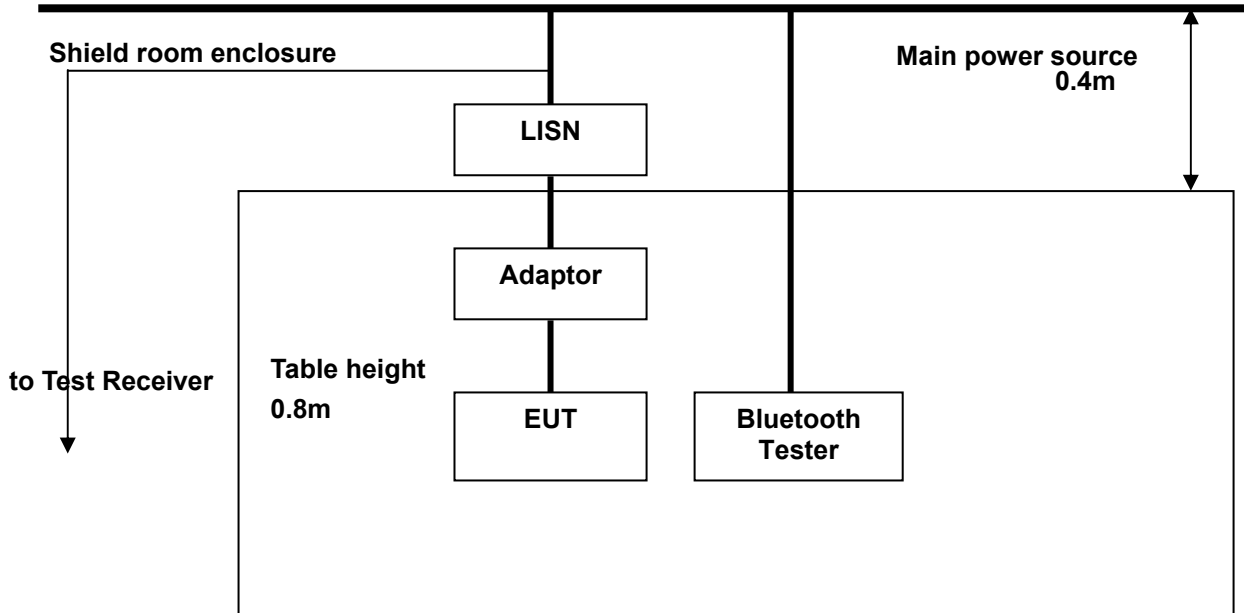 Shield room enclosure
Main power source
0.4m
LISN
Adaptor
to Test Receiver
Table height
0.8m
EUT
Bluetooth
Tester